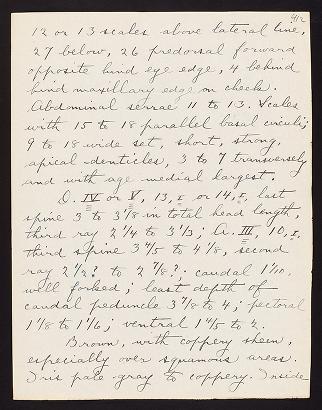 912
12 or 13 scales above lateral line,
27 below, 26 predorsal forward
opposite hind eye edge, 4 behind
hind maxillary edge on cheek.
Abdominal serrae 11 to 13. Scales
with 15 to 18 parallel basal circuli;
9 to 18 wide set, short, strong,
apical denticles, 3 to 7 transversely
and with age medial largest.
D. IV or V, 13, I or 14, I, last
spine 3 to 3 1/8 in total head length,
third ray 2 1/4 to 3 1/3; A. III, 10, I,
third spine 3 4/5 to 4 1/8, second
ray 2 1/2? to 2 7/8?; caudal 1 1/10,
well forked; least depth of
caudal peduncle 3 7/8 to 4; pectoral
1 1/8 to 1 1/6; ventral 1 4/5 to 2.
Brown, with coppery sheen,
especially over squamous areas.
Iris pale gray to coppery. Inside